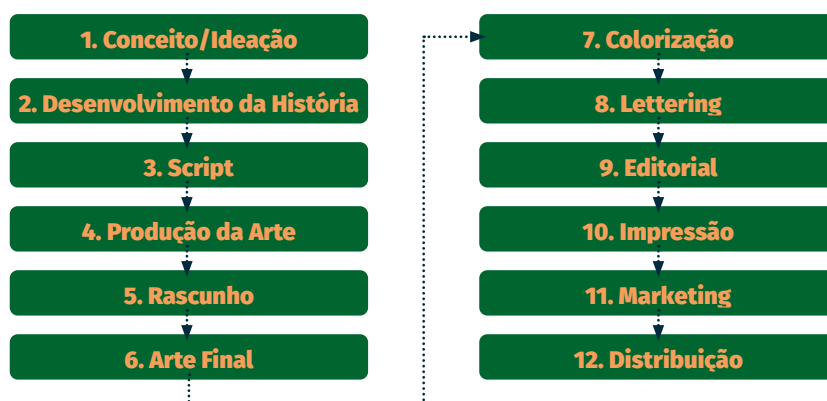 1. Conceito/Ideação
2. Desenvolvimento da História
3. Script
4. Produção da Arte
5. Rascunho
6. Arte Final
7. Colorização
8. Lettering
9. Editorial
10. Impressão
11. Marketing
12. Distribuição